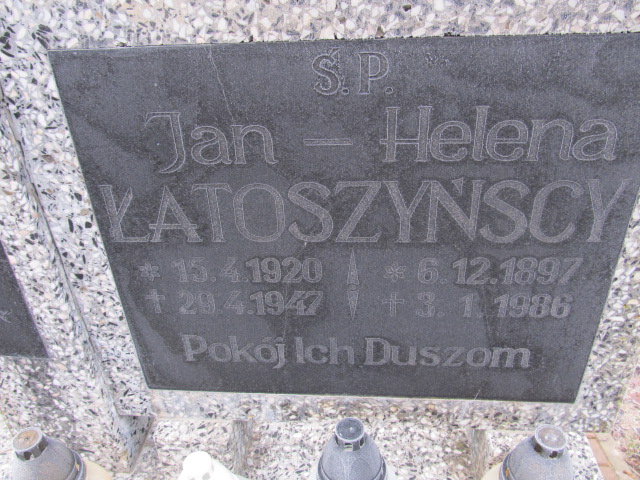 Ś.P.
Jan – Helena
ŁATOSZYŃSCY
* 15.4.1920 * 6.12.1897
† 29.4.1947 † 3.1.1986
Pokój Ich Duszom